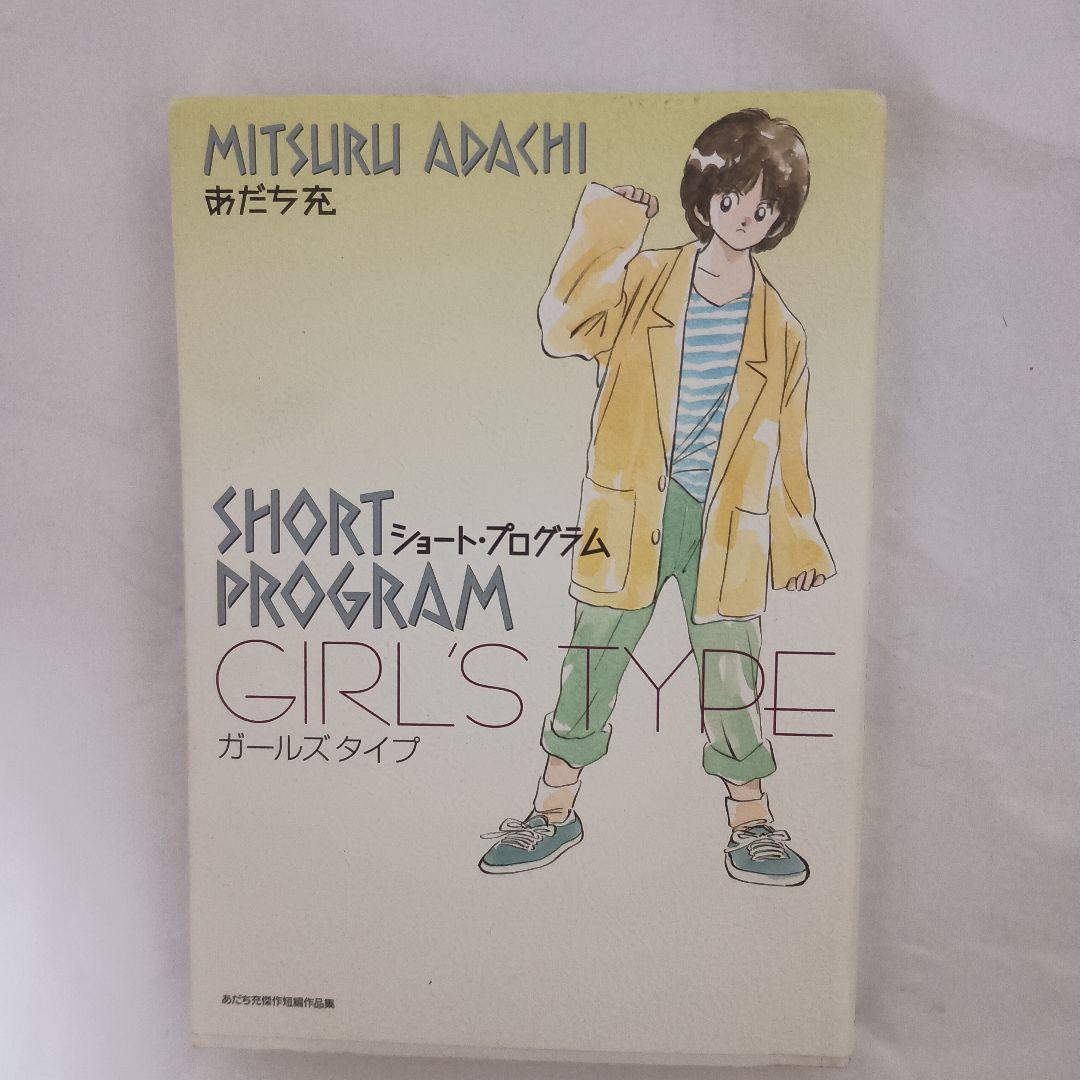 MITSURU ADACHI
あだち充
SHORT
ショート・プログラム
PROGRAM
GIRL'S TYPE
ガールズタイプ
あだち充傑作短編作品集